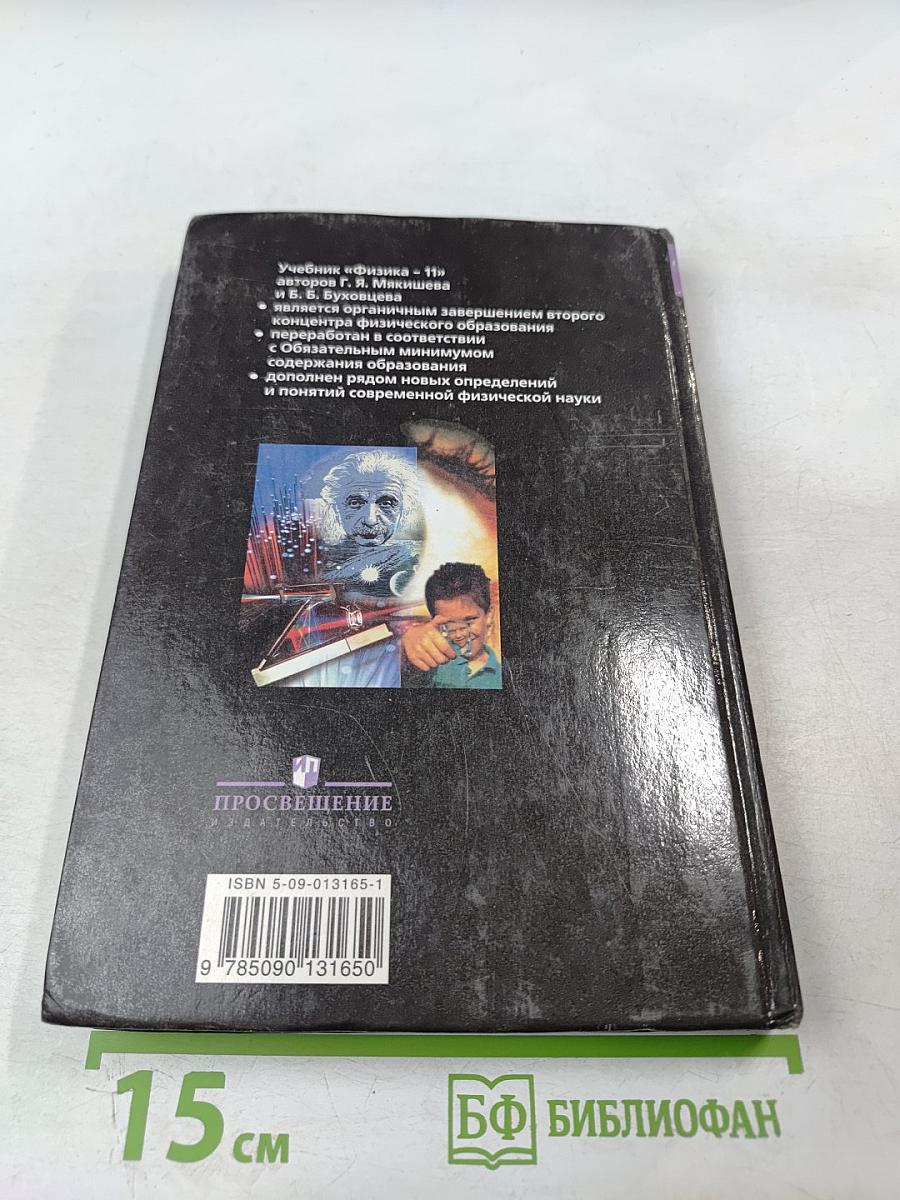 Учебник «Физика – 11»
авторов Г. Я. Мякишева
и Б. Б. Буховцева
• является органичным завершением второго
концентра физического образования
• переработан в соответствии
с Обязательным минимумом
содержания образования
• дополнен рядом новых определений
и понятий современной физической науки
ИП
ПРОСВЕЩЕНИЕ
ИЗДАТЕЛЬСТВО
ISBN 5-09-013165-1
9 785090 131650
15 см
БФ БИБЛИОФАН